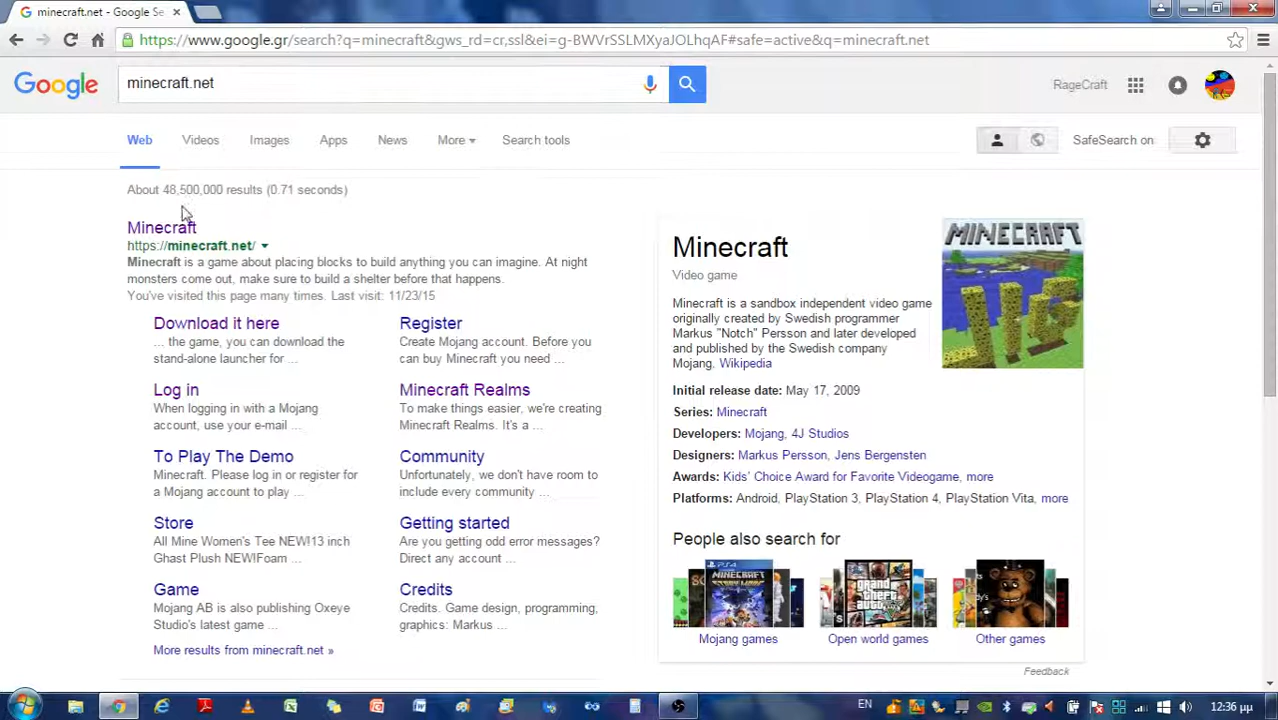 minecraft.net - Google Se
https://www.google.gr/search?q=minecraft&gws_rd=cr,ssl&ei=BWVrSSLMXyaJOLhqAF#safe=active&q=minecraft.net
Google
minecraft.net
RageCraft
Web
Videos
Images
Apps
News
More
Search tools
SafeSearch on
About 48,500,000 results (0.71 seconds)
Minecraft
https://minecraft.net/
Minecraft is a game about placing blocks to build anything you can imagine. At night
monsters come out, make sure to build a shelter before that happens.
You've visited this page many times. Last visit: 11/23/15
Download it here
... the game, you can download the
stand-alone launcher for ...
Register
Create Mojang account. Before you
can buy Minecraft you need ...
Log in
When logging in with a Mojang
account, use your e-mail ...
Minecraft Realms
To make things easier, we're creating
Minecraft Realms. It's a ...
To Play The Demo
Minecraft. Please log in or register for
a Mojang account to play ...
Community
Unfortunately, we don't have room to
include every community ...
Store
All Mine Women's Tee NEW!13 inch
Ghast Plush NEW!Foam ...
Getting started
Are you getting odd error messages?
Direct any account ...
Game
Mojang AB is also publishing Oxeye
Studio's latest game ...
Credits
Credits. Game design, programming,
graphics: Markus ...
More results from minecraft.net »
Minecraft
Video game
MINECRAFT
Minecraft is a sandbox independent video game
originally created by Swedish programmer
Markus "Notch" Persson and later developed
and published by the Swedish company
Mojang. Wikipedia
Initial release date: May 17, 2009
Series: Minecraft
Developers: Mojang, 4J Studios
Designers: Markus Persson, Jens Bergensten
Awards: Kids' Choice Award for Favorite Videogame, more
Platforms: Android, PlayStation 3, PlayStation 4, PlayStation Vita, more
People also search for
PS4
MINECRAFT
grand
theft
auto
Mojang games
Open world games
Other games
Feedback
EN
12:36 μμ